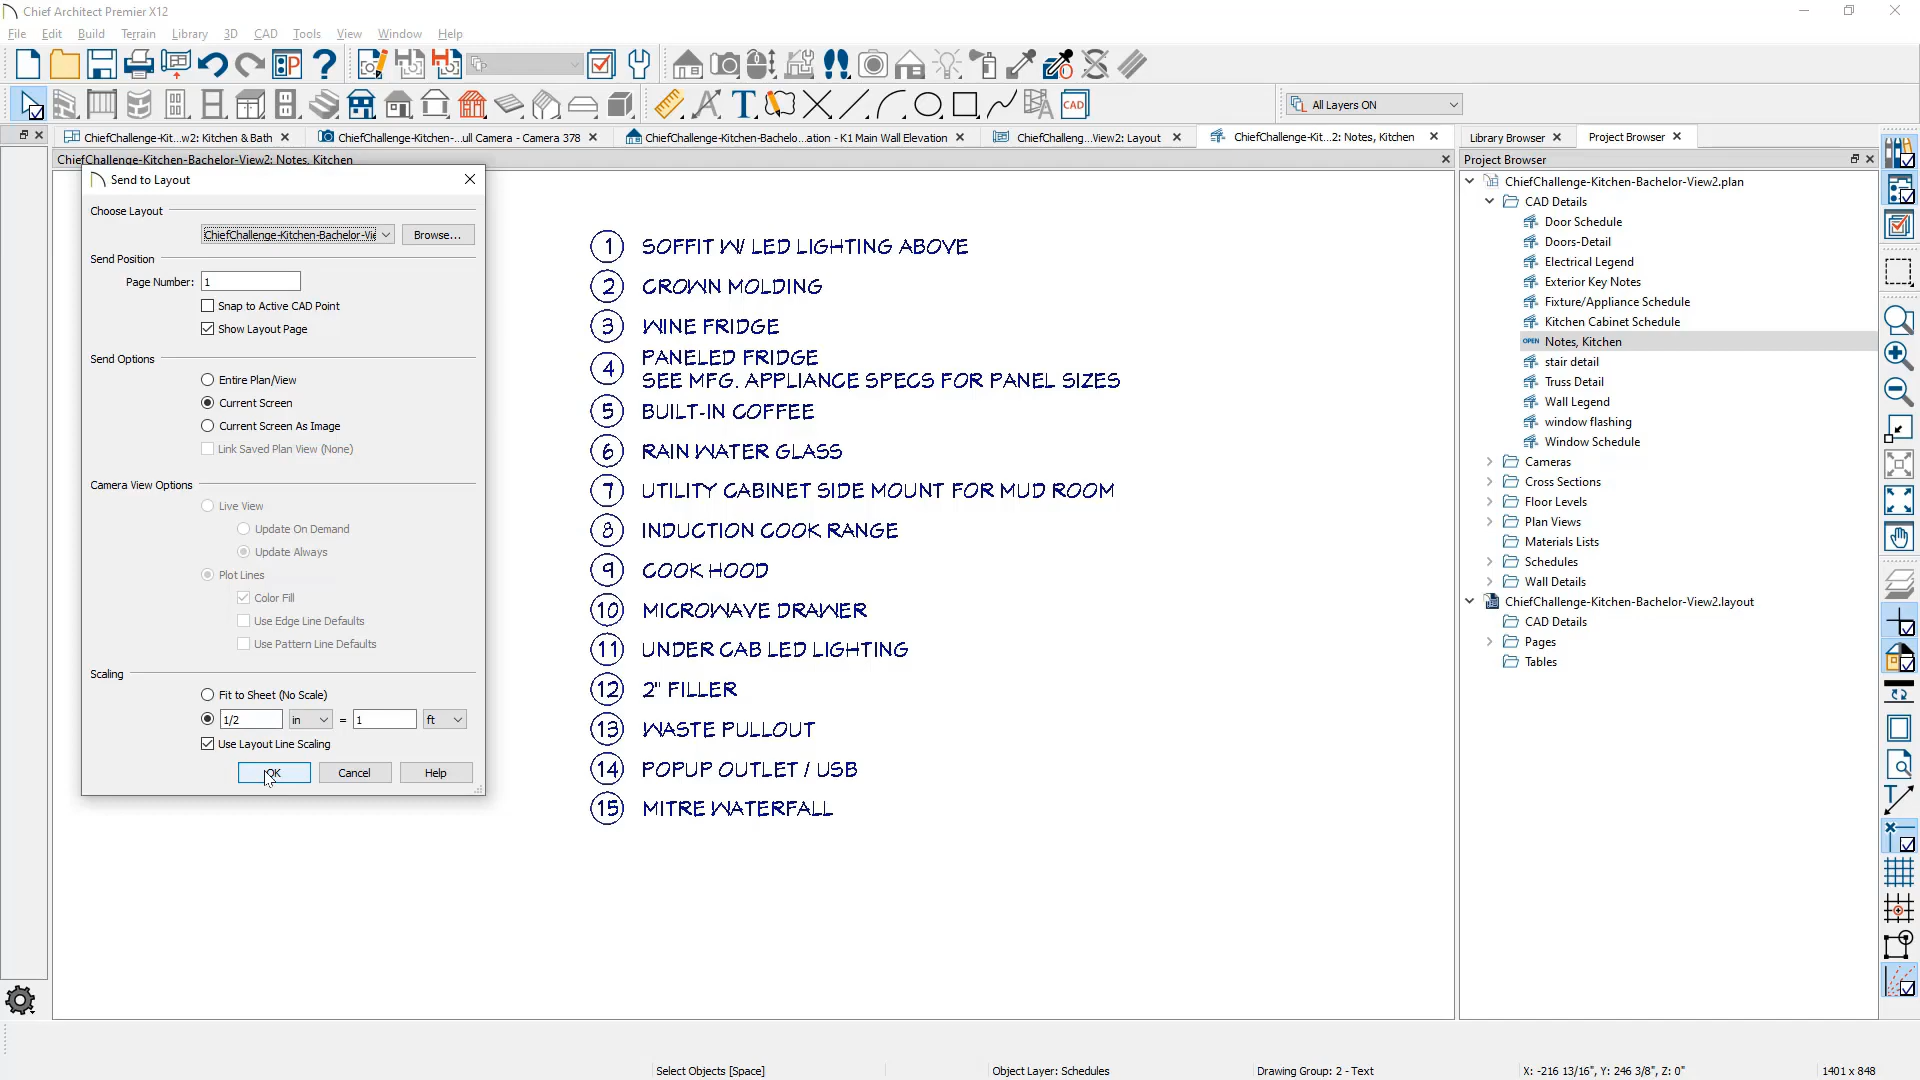 Chief Architect Premier X12
File Edit Build Terrain Library 3D CAD Tools View Window Help
All Layers ON
ChiefChallenge-Kit...w2: Kitchen & Bath
ChiefChallenge-Kitchen-...ull Camera - Camera 378
ChiefChallenge-Kitchen-Bachelo...ation - K1 Main Wall Elevation
ChiefChalleng...View2: Layout
ChiefChallenge-Kit...2: Notes, Kitchen
Library Browser
Project Browser
ChiefChallenge-Kitchen-Bachelor-View2: Notes, Kitchen
Send to Layout
Choose Layout
ChiefChallenge-Kitchen-Bachelor-Vie
Browse...
Send Position
Page Number: 1
Snap to Active CAD Point
Show Layout Page
Send Options
Entire Plan/View
Current Screen
Current Screen As Image
Link Saved Plan View (None)
Camera View Options
Live View
Update On Demand
Update Always
Plot Lines
Color Fill
Use Edge Line Defaults
Use Pattern Line Defaults
Scaling
Fit to Sheet (No Scale)
1/2 in = 1 ft
Use Layout Line Scaling
OK Cancel Help
1 SOFFIT W/ LED LIGHTING ABOVE
2 CROWN MOLDING
3 WINE FRIDGE
4 PANELED FRIDGE
SEE MFG. APPLIANCE SPECS FOR PANEL SIZES
5 BUILT-IN COFFEE
6 RAIN WATER GLASS
7 UTILITY CABINET SIDE MOUNT FOR MUD ROOM
8 INDUCTION COOK RANGE
9 COOK HOOD
10 MICROWAVE DRAWER
11 UNDER CAB LED LIGHTING
12 2" FILLER
13 WASTE PULLOUT
14 POPUP OUTLET / USB
15 MITRE WATERFALL
Project Browser
ChiefChallenge-Kitchen-Bachelor-View2.plan
CAD Details
Door Schedule
Doors-Detail
Electrical Legend
Exterior Key Notes
Fixture/Appliance Schedule
Kitchen Cabinet Schedule
OPEN Notes, Kitchen
stair detail
Truss Detail
Wall Legend
window flashing
Window Schedule
Cameras
Cross Sections
Floor Levels
Plan Views
Materials Lists
Schedules
Wall Details
ChiefChallenge-Kitchen-Bachelor-View2.layout
CAD Details
Pages
Tables
Select Objects [Space]
Object Layer: Schedules
Drawing Group: 2 - Text
X: -216 13/16", Y: 246 3/8", Z: 0"
1401 x 848